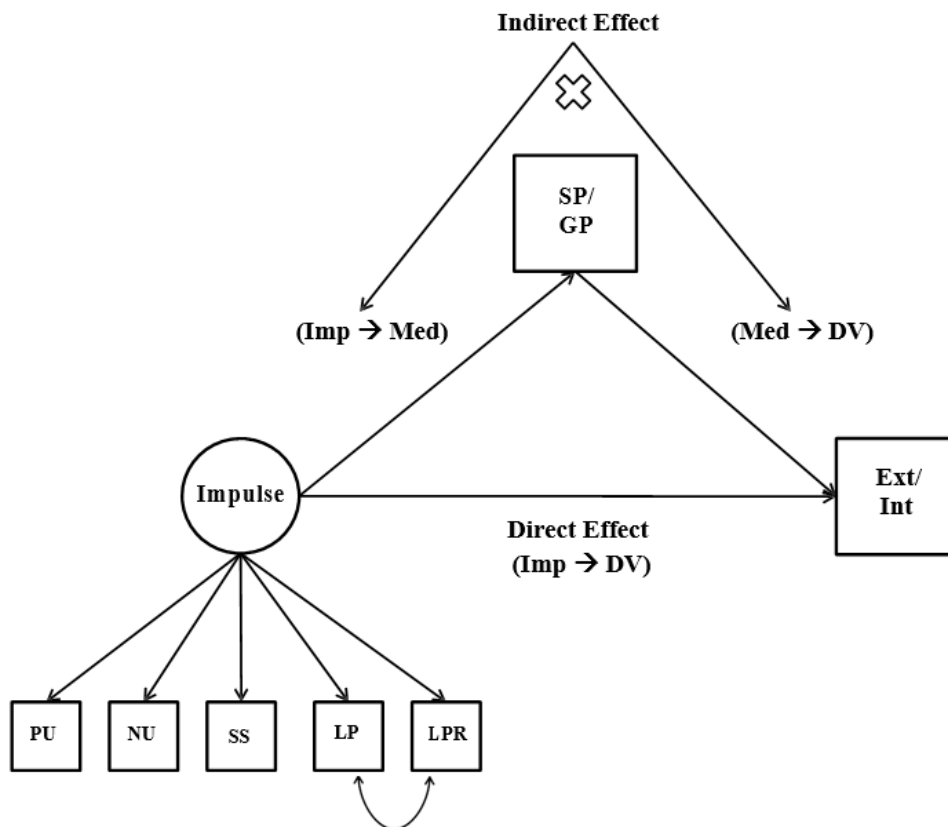 Indirect Effect
SP/
GP
(Imp → Med)
(Med → DV)
Impulse
Ext/
Int
Direct Effect
(Imp → DV)
PU
NU
SS
LP
LPR